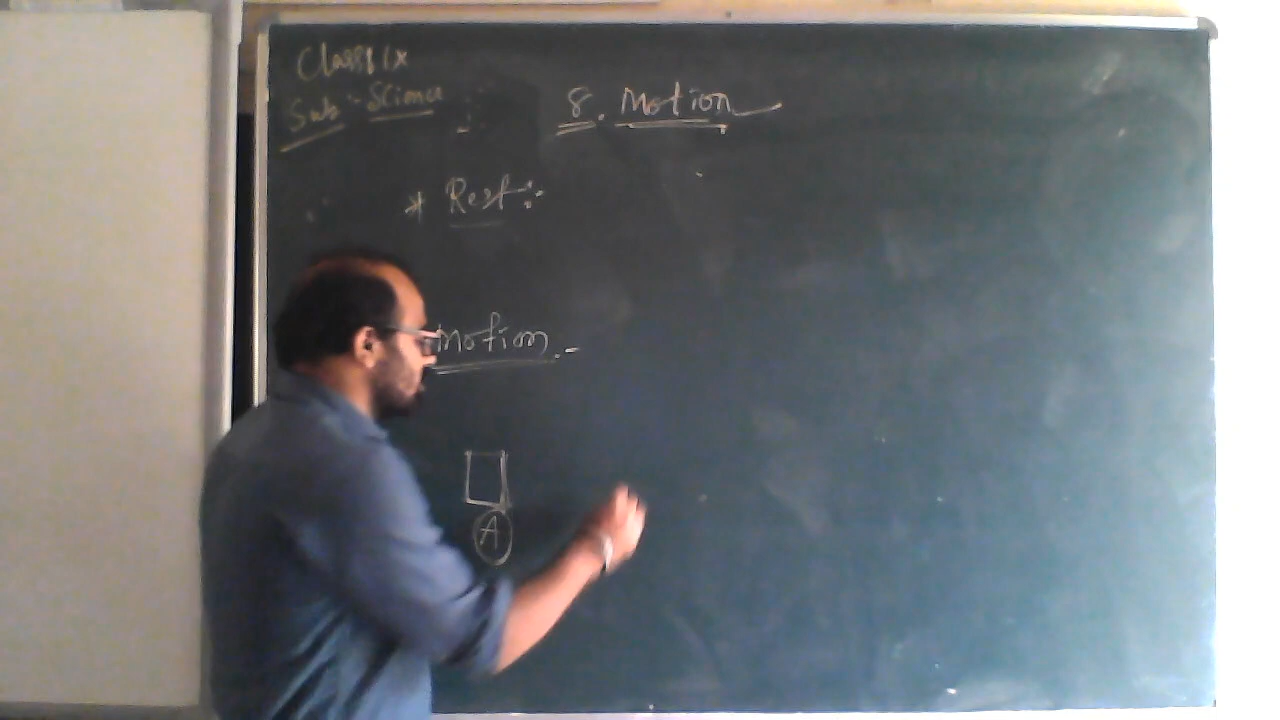 Class IX
Sub :- Science
8. Motion
* Rest :-
Motion :-
A